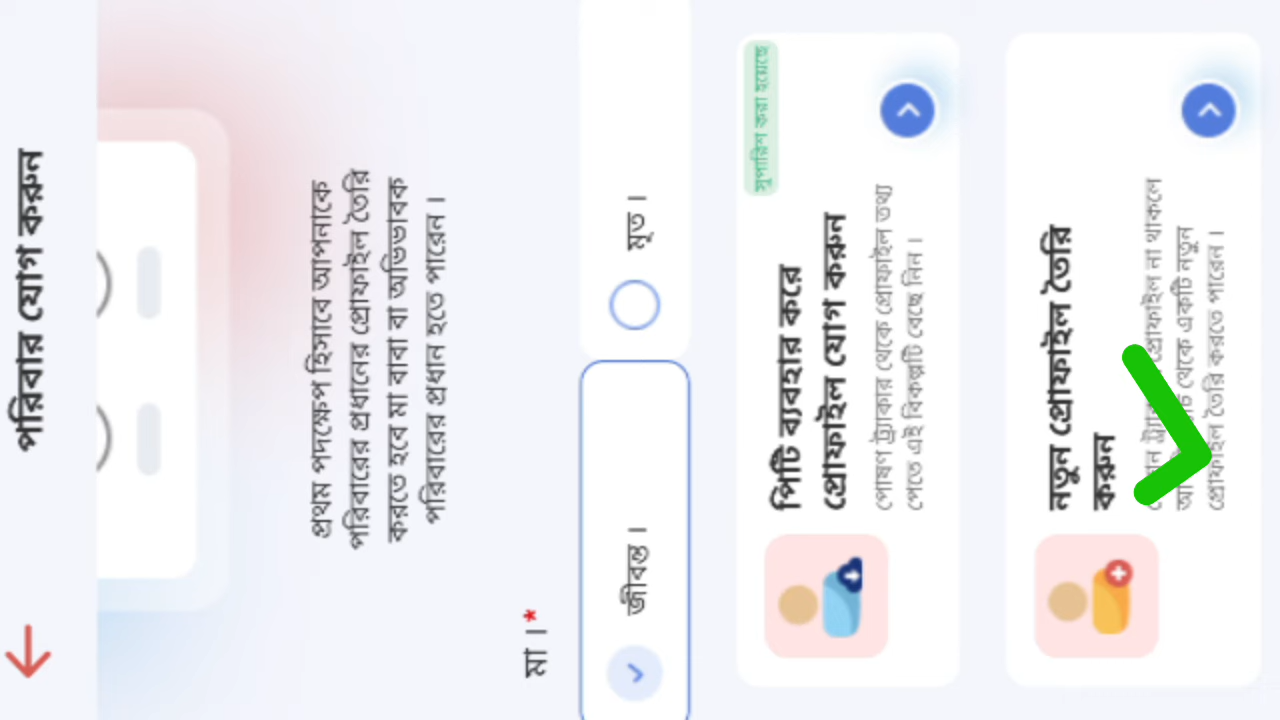 পরিবার যোগ করুন
প্রথম পদক্ষেপ হিসাবে আপনাকে
পরিবারের প্রধানের প্রোফাইল তৈরি
করতে হবে মা বাবা বা অভিভাবক
পরিবারের প্রধান হতে পারেন ।
মা ।*
জীবন্ত ।
মৃত ।
সুপারিশ করা হয়েছে
পিটি ব্যবহার করে
প্রোফাইল যোগ করুন
পোষণ ট্র্যাকার থেকে প্রোফাইল তথ্য
পেতে এই বিকল্পটি বেছে নিন ।
নতুন প্রোফাইল তৈরি
করুন
প্রোফাইল না থাকলে
থেকে একটি নতুন
প্রোফাইল তৈরি করতে পারেন ।